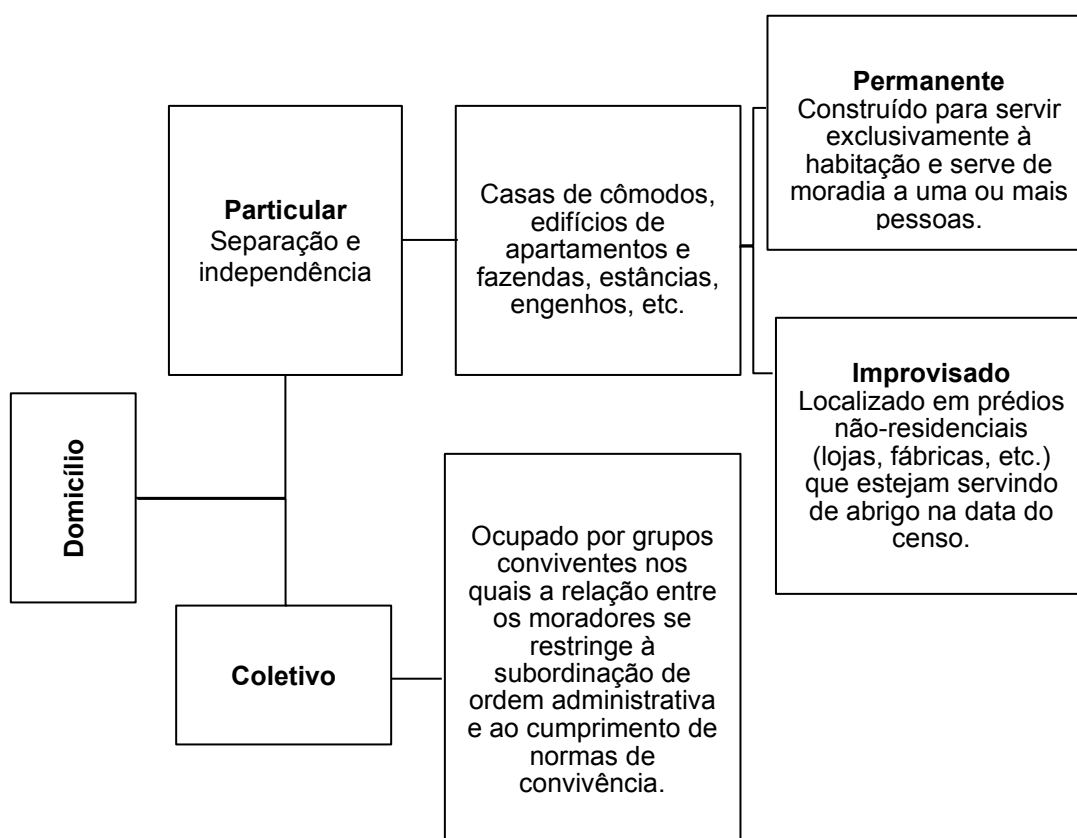 Domicílio
Particular
Separação e
independência
Casas de cômodos,
edifícios de
apartamentos e
fazendas, estâncias,
engenhos, etc.
Permanente
Construído para servir
exclusivamente à
habitação e serve de
moradia a uma ou mais
pessoas.
Improvisado
Localizado em prédios
não-residenciais
(lojas, fábricas, etc.)
que estejam servindo
de abrigo na data do
censo.
Coletivo
Ocupado por grupos
conviventes nos
quais a relação entre
os moradores se
restringe à
subordinação de
ordem administrativa
e ao cumprimento de
normas de
convivência.